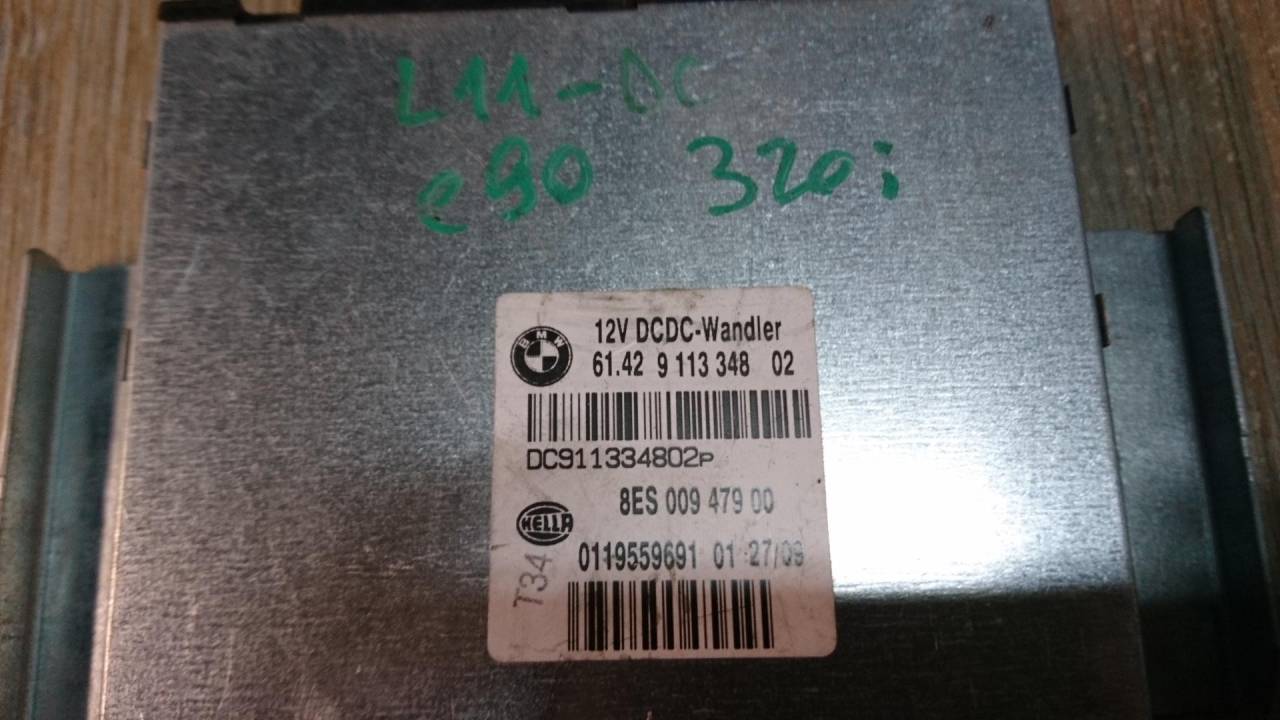 L11-DC
e90 320i
BMW
12V DCDC-Wandler
61.42 9 113 348 02
DC911334802P
8ES 009 479 00
HELLA
0119559691 01 27/09
T34